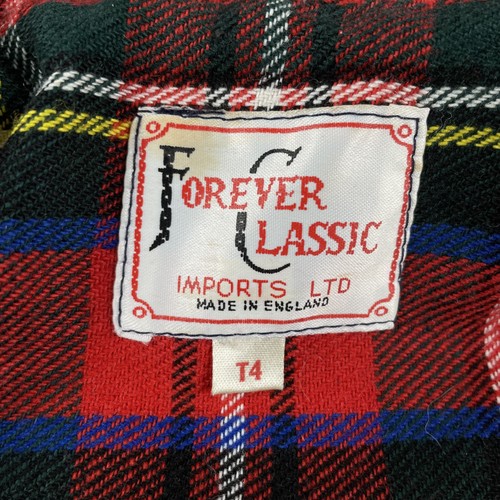 FOREVER
CLASSIC
IMPORTS LTD
MADE IN ENGLAND
T4